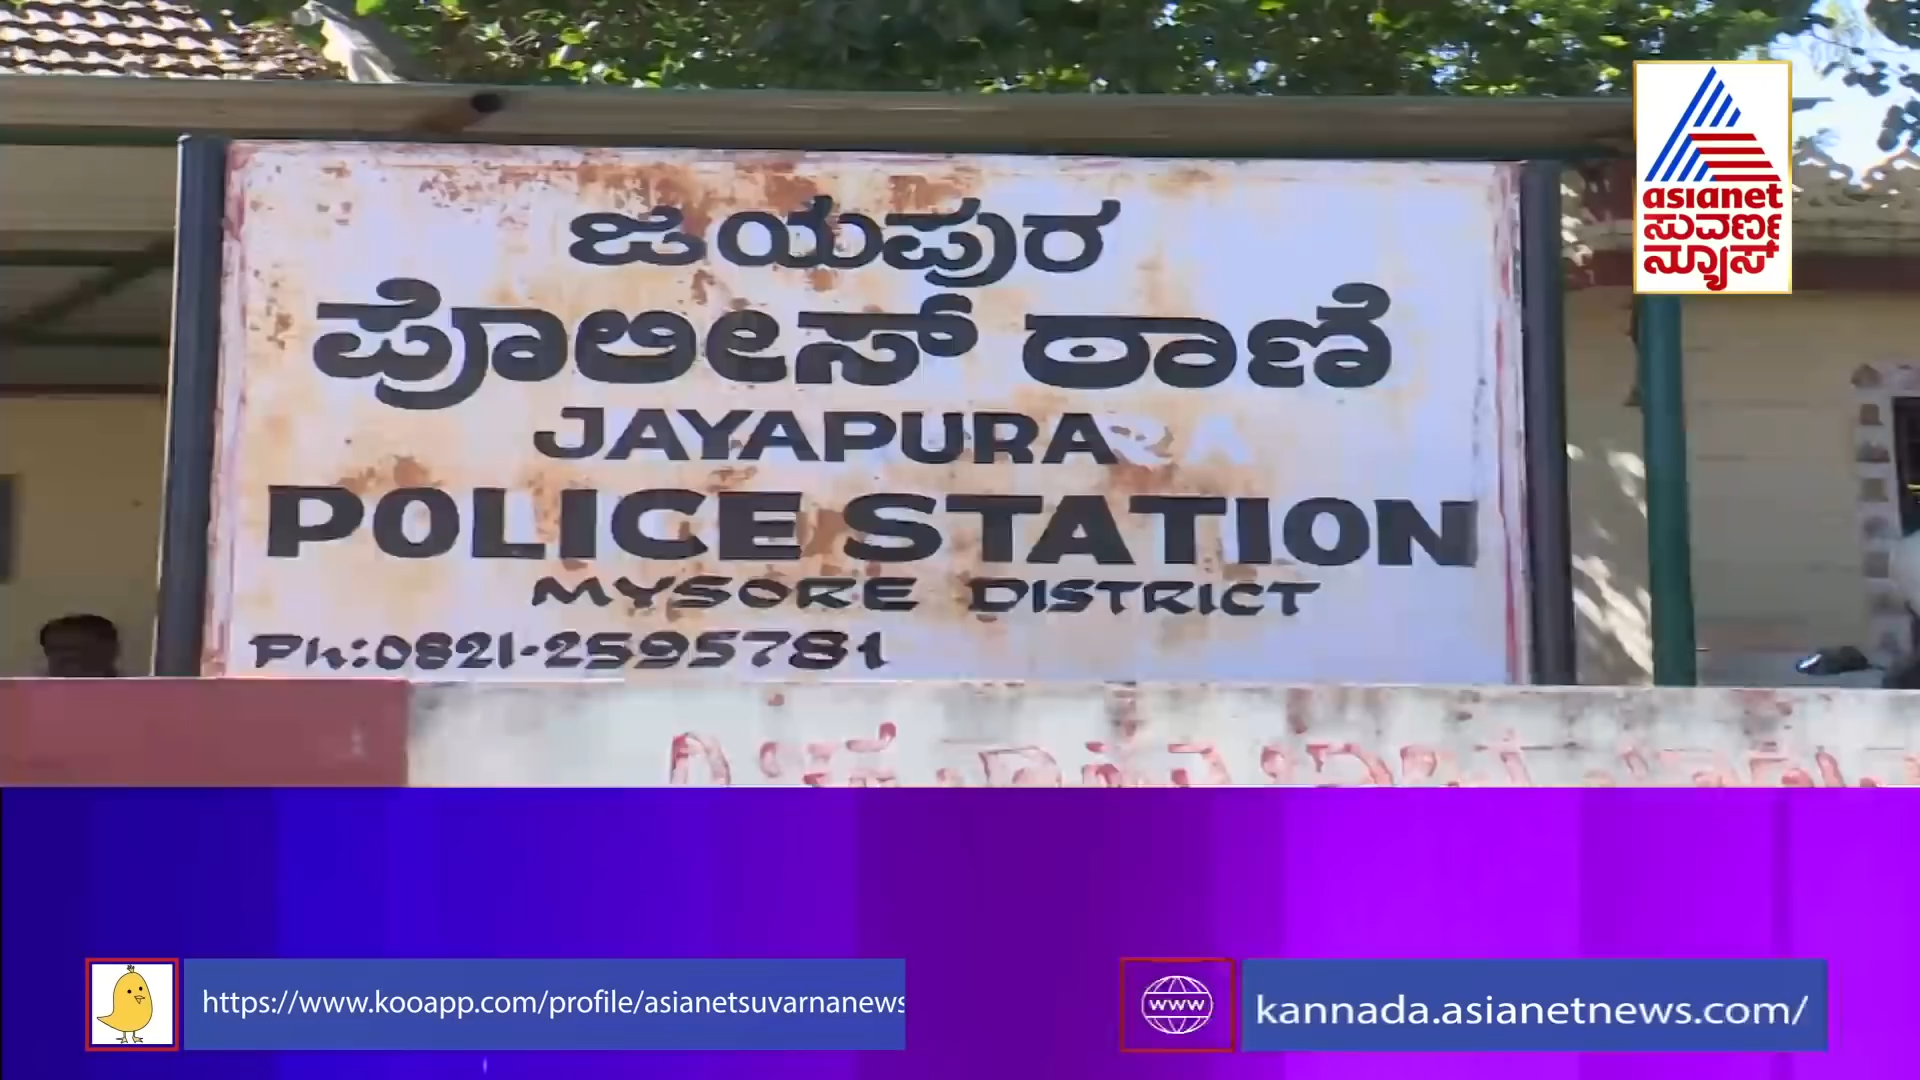 ಜಯಪುರ
ಪೊಲೀಸ್ ಠಾಣೆ
JAYAPURA
POLICE STATION
MYSORE DISTRICT
Ph:0821-2595781
asianet
ಸುವರ್ಣ
ನ್ಯೂಸ್
https://www.kooapp.com/profile/asianetsuvarnanews
www
kannada.asianetnews.com/